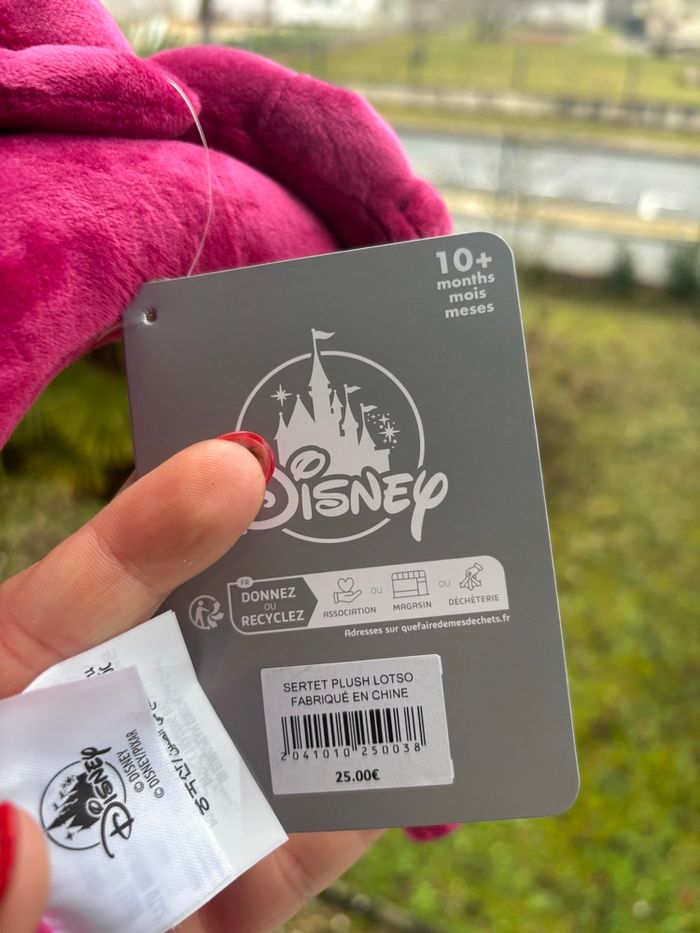 10+
months
mois
meses
DISNEY
FR
DONNEZ
OU
RECYCLEZ
ASSOCIATION
OU
MAGASIN
OU
DÉCHÈTERIE
Adresses sur quefairedemesdechets.fr
SERTET PLUSH LOTSO
FABRIQUÉ EN CHINE
2041010250038
25.00€
© DISNEY
© DISNEY/PIXAR
DISNEY